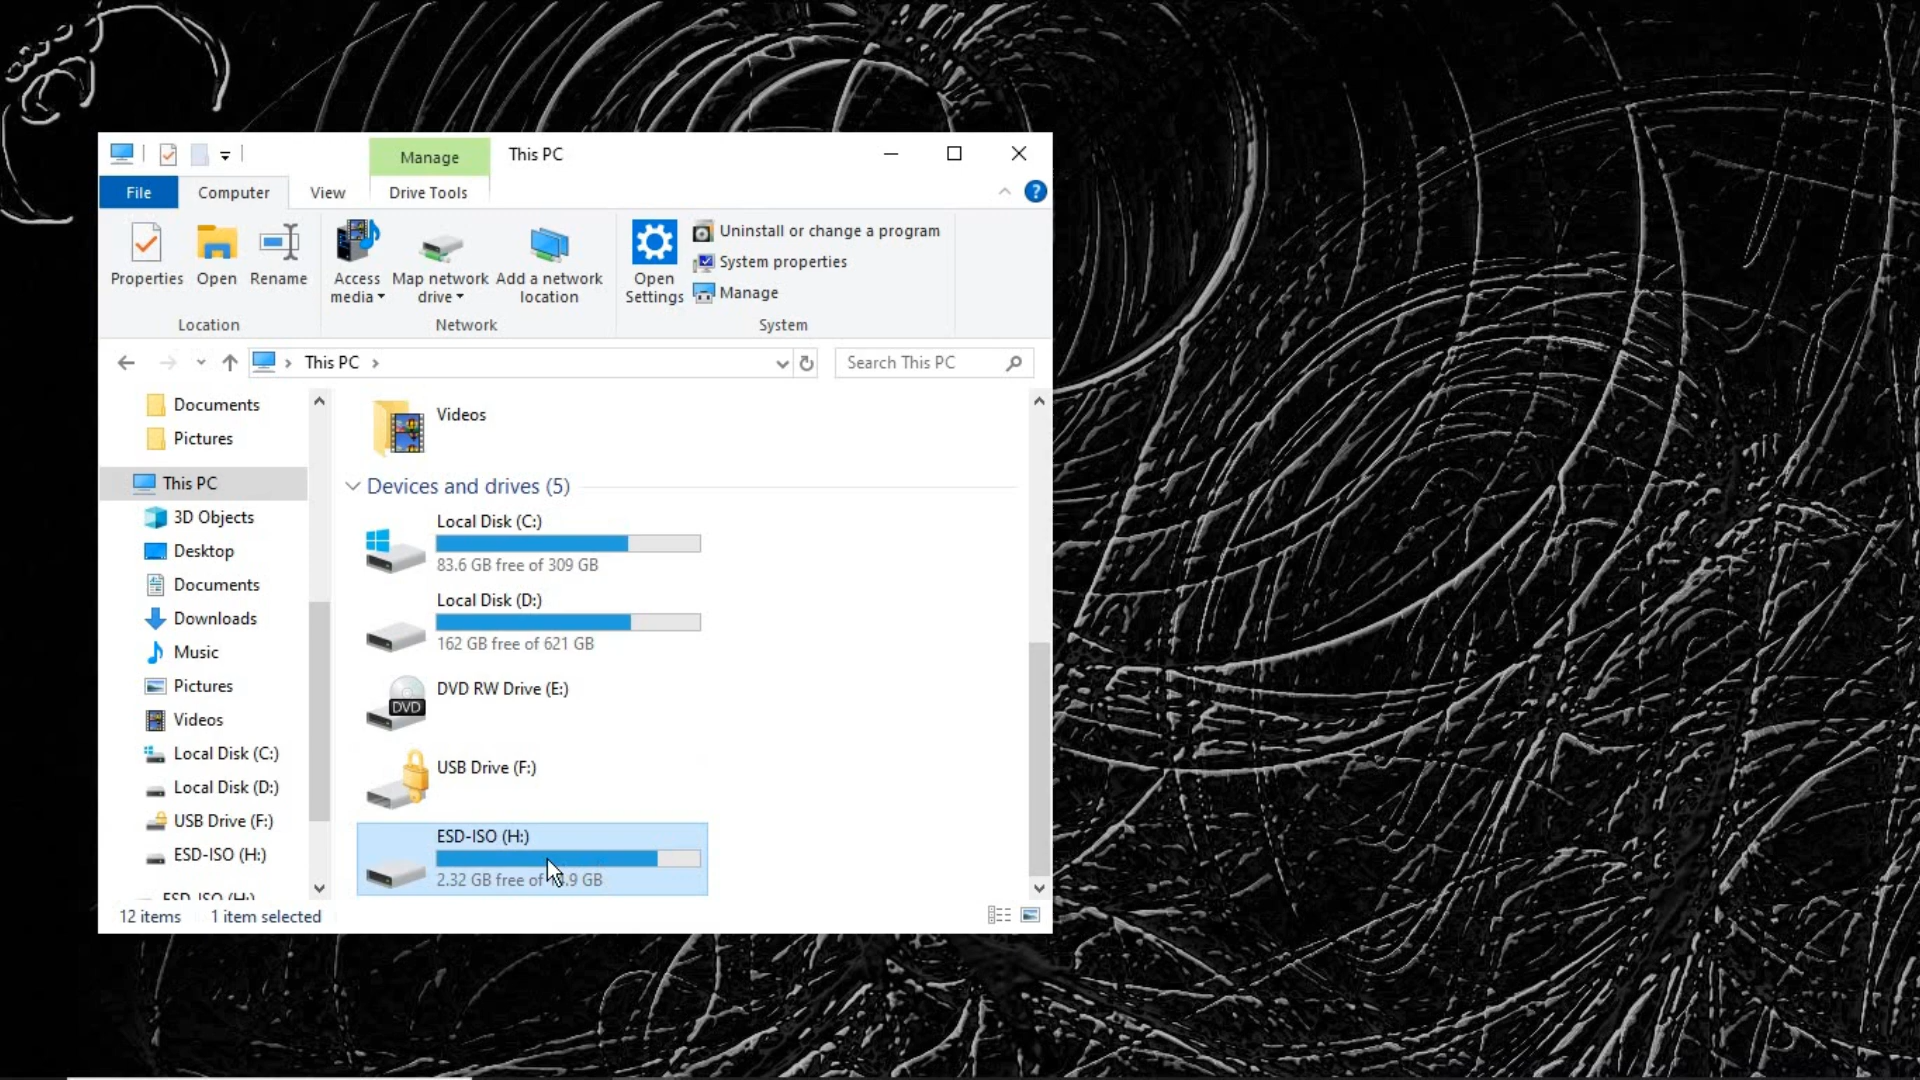 Manage
This PC
File
Computer
View
Drive Tools
?
Properties
Open
Rename
Access media
Map network drive
Add a network location
Open Settings
Uninstall or change a program
System properties
Manage
Location
Network
System
This PC
Search This PC
Documents
Pictures
This PC
3D Objects
Desktop
Documents
Downloads
Music
Pictures
Videos
Local Disk (C:)
Local Disk (D:)
USB Drive (F:)
ESD-ISO (H:)
ESD-ISO (H:)
Videos
Devices and drives (5)
Local Disk (C:)
83.6 GB free of 309 GB
Local Disk (D:)
162 GB free of 621 GB
DVD RW Drive (E:)
DVD
USB Drive (F:)
ESD-ISO (H:)
2.32 GB free of GB
12 items
1 item selected